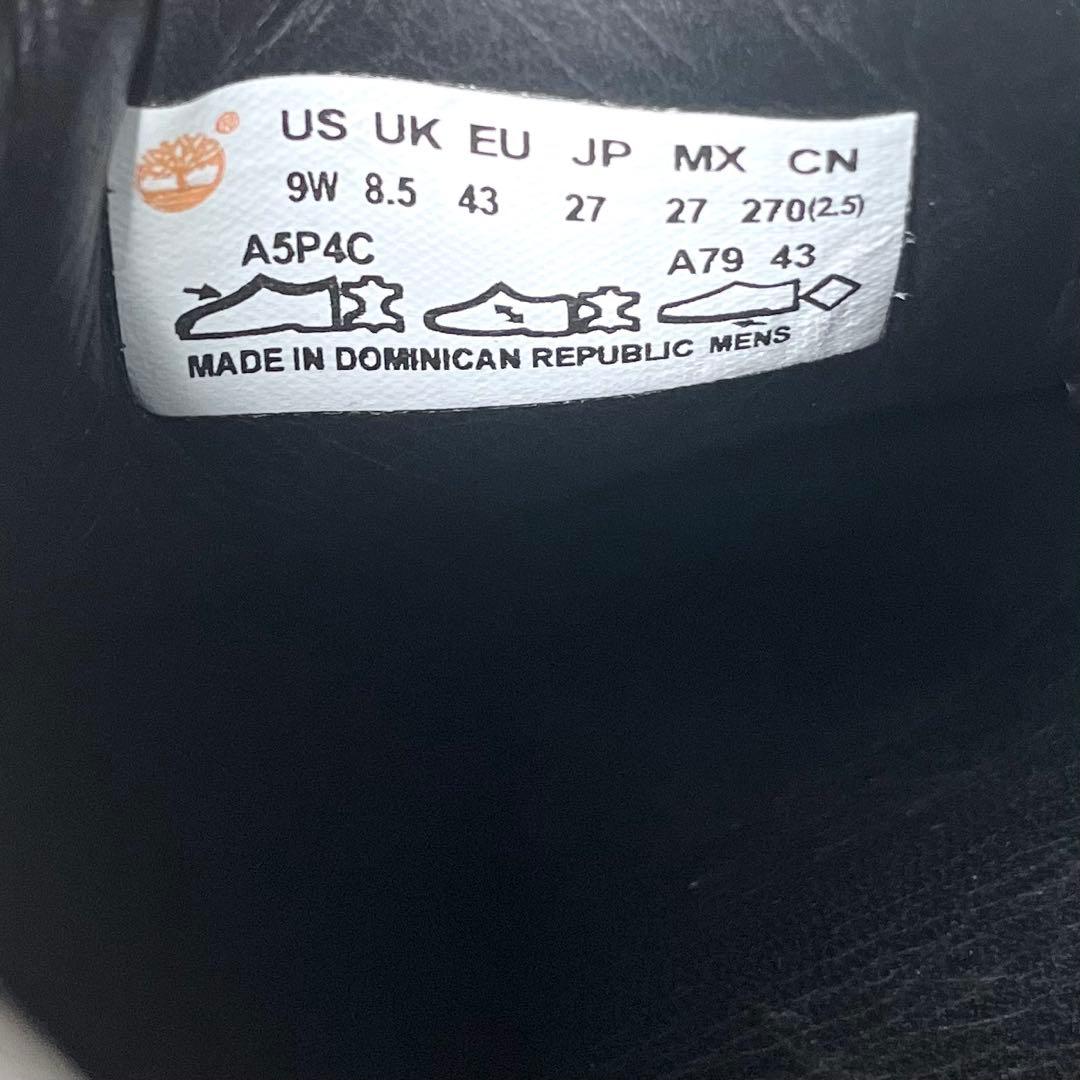 ®
US UK EU JP MX CN
9W 8.5 43 27 27 270(2.5)
A5P4C A79 43
MADE IN DOMINICAN REPUBLIC MENS